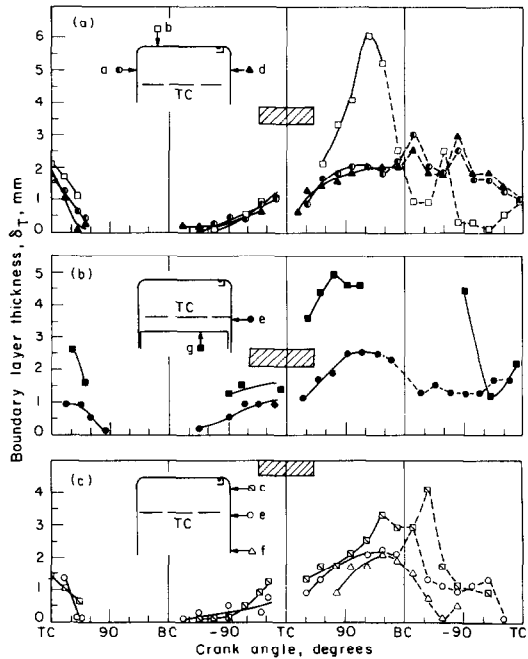 (a)
b
a
d
TC
6
5
4
3
2
1
0
Boundary layer thickness, δT, mm
(b)
TC
e
g
5
4
3
2
1
0
(c)
c
TC
e
f
4
3
2
1
0
TC 90 BC -90 TC 90 BC -90 TC
Crank angle, degrees